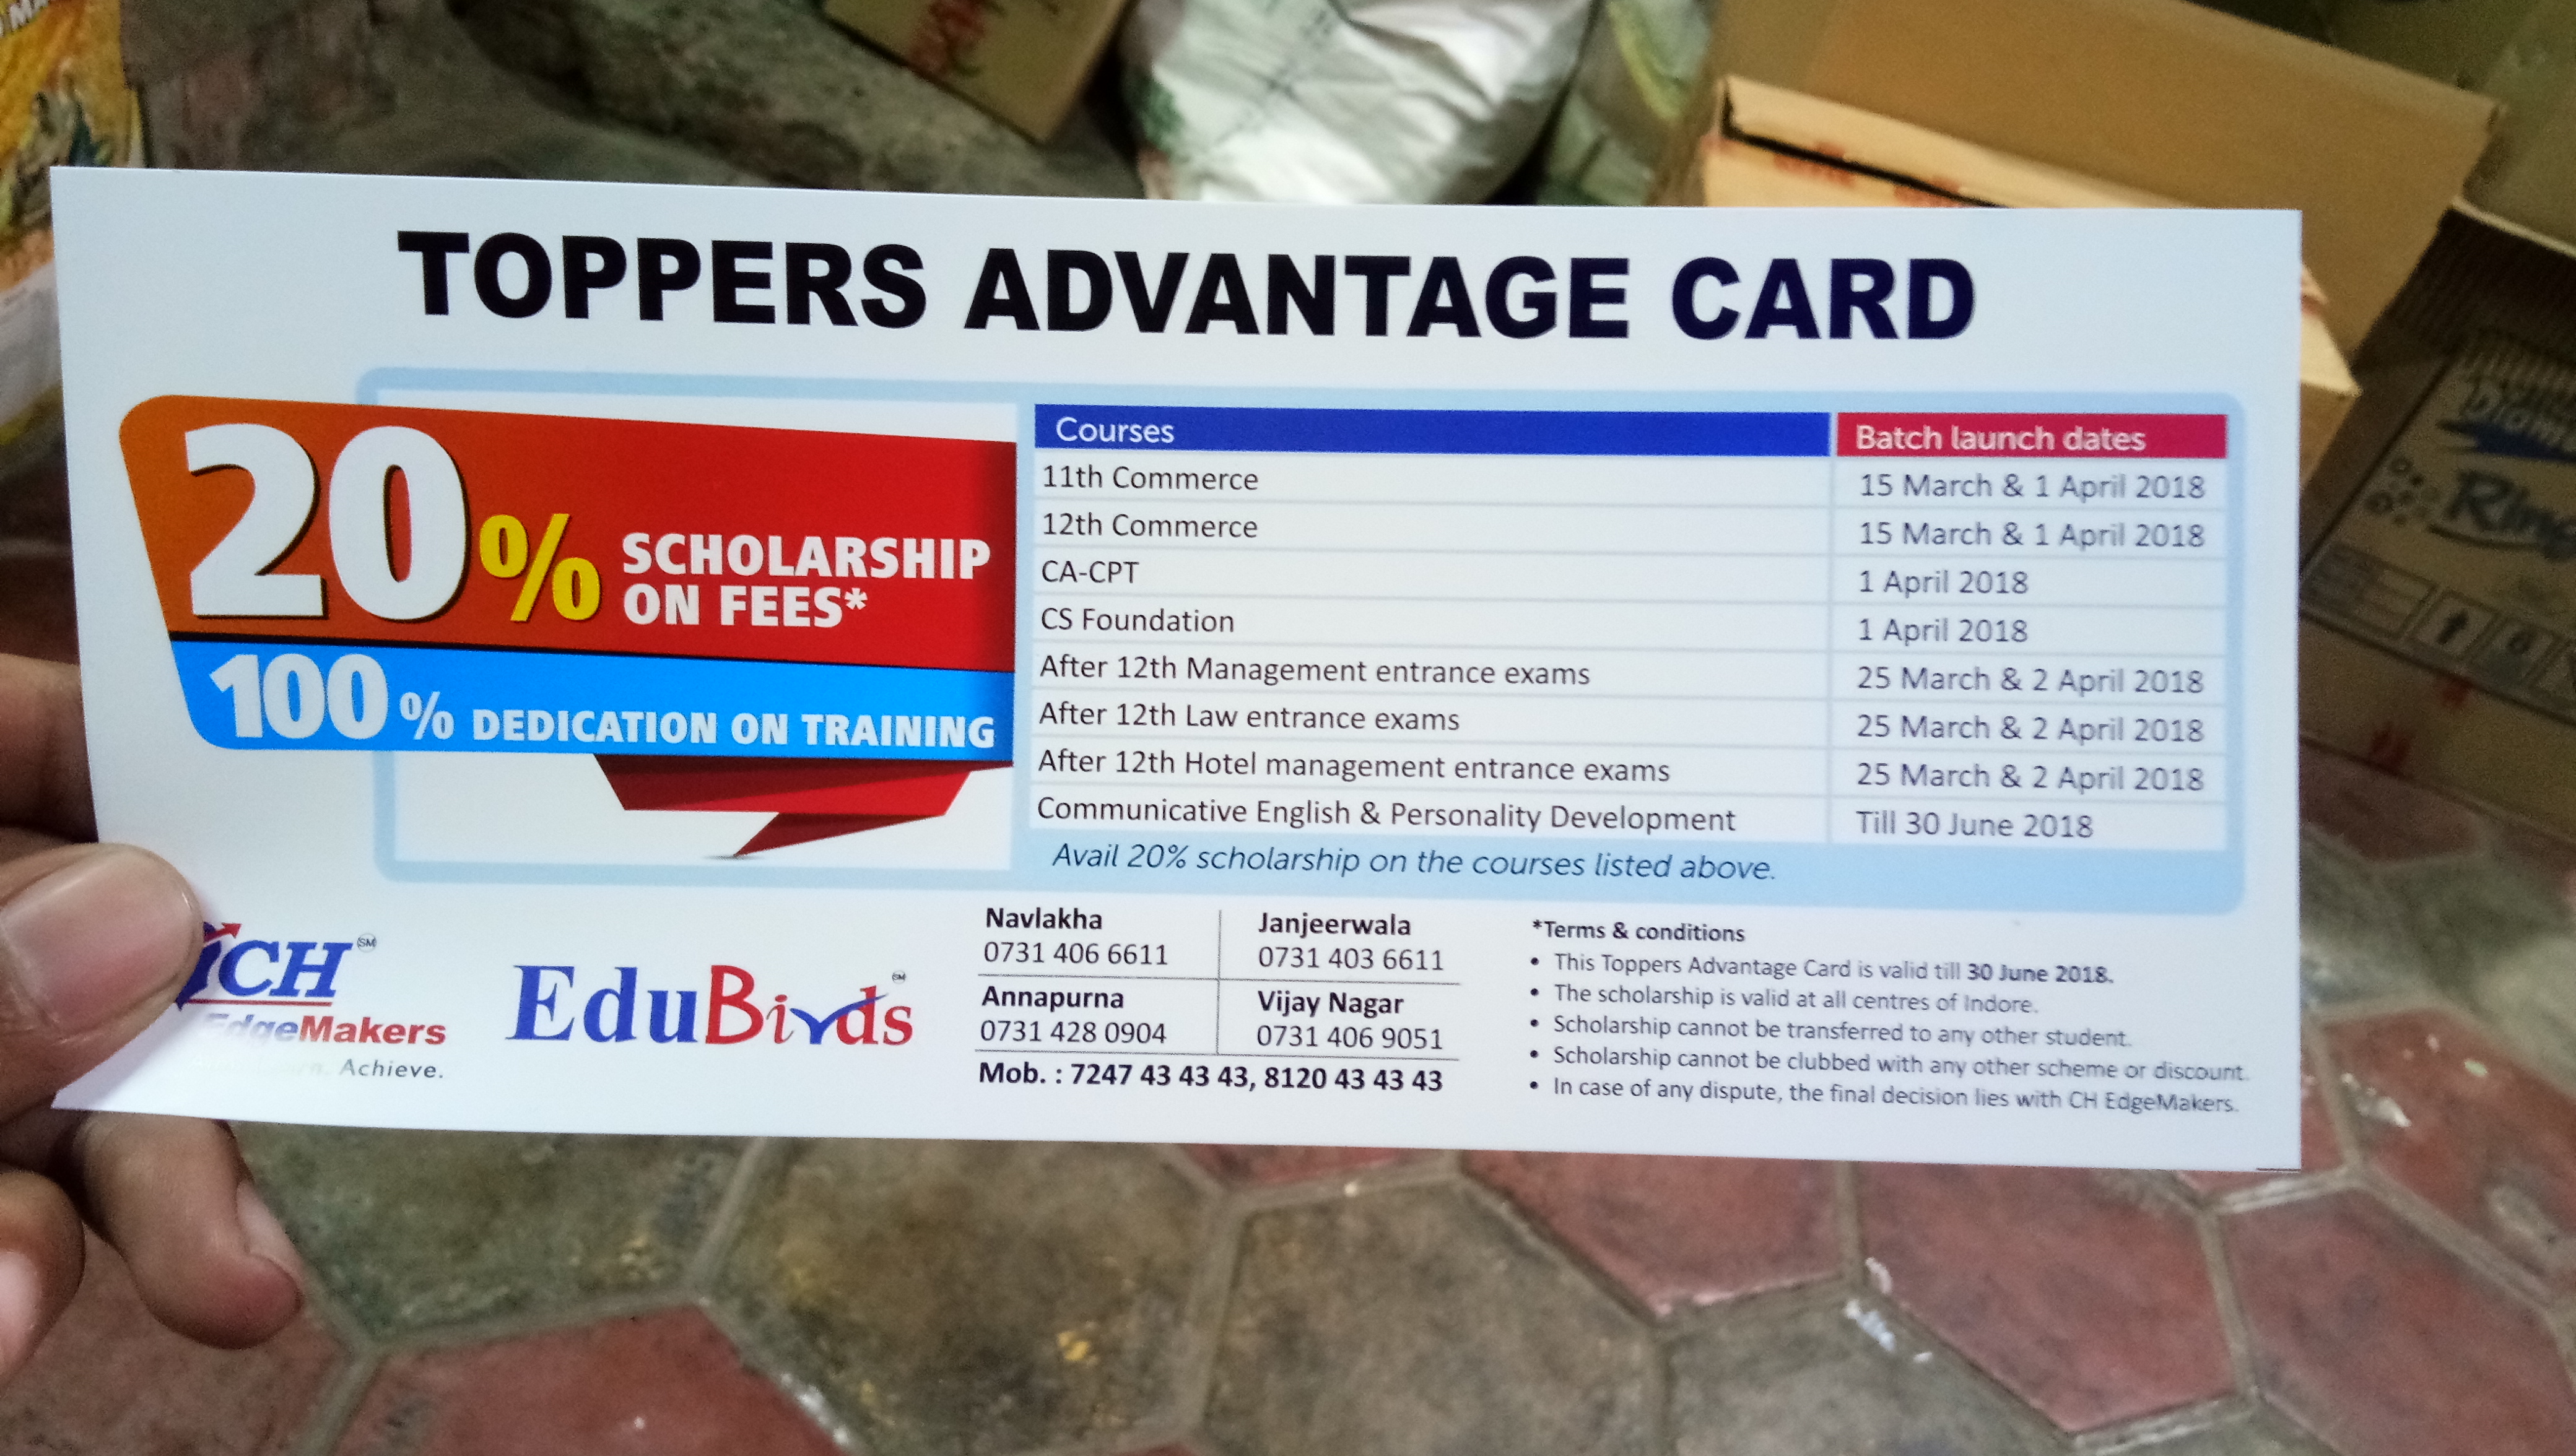 TOPPERS ADVANTAGE CARD
20% SCHOLARSHIP
ON FEES*
100% DEDICATION ON TRAINING
Courses Batch launch dates
11th Commerce 15 March & 1 April 2018
12th Commerce 15 March & 1 April 2018
CA-CPT 1 April 2018
CS Foundation 1 April 2018
After 12th Management entrance exams 25 March & 2 April 2018
After 12th Law entrance exams 25 March & 2 April 2018
After 12th Hotel management entrance exams 25 March & 2 April 2018
Communicative English & Personality Development Till 30 June 2018
Avail 20% scholarship on the courses listed above.
CH SM
EdgeMakers
Achieve.
EduBirds SM
Navlakha
0731 406 6611
Janjeerwala
0731 403 6611
Annapurna
0731 428 0904
Vijay Nagar
0731 406 9051
Mob. : 7247 43 43 43, 8120 43 43 43
*Terms & conditions
• This Toppers Advantage Card is valid till 30 June 2018.
• The scholarship is valid at all centres of Indore.
• Scholarship cannot be transferred to any other student.
• Scholarship cannot be clubbed with any other scheme or discount.
• In case of any dispute, the final decision lies with CH EdgeMakers.